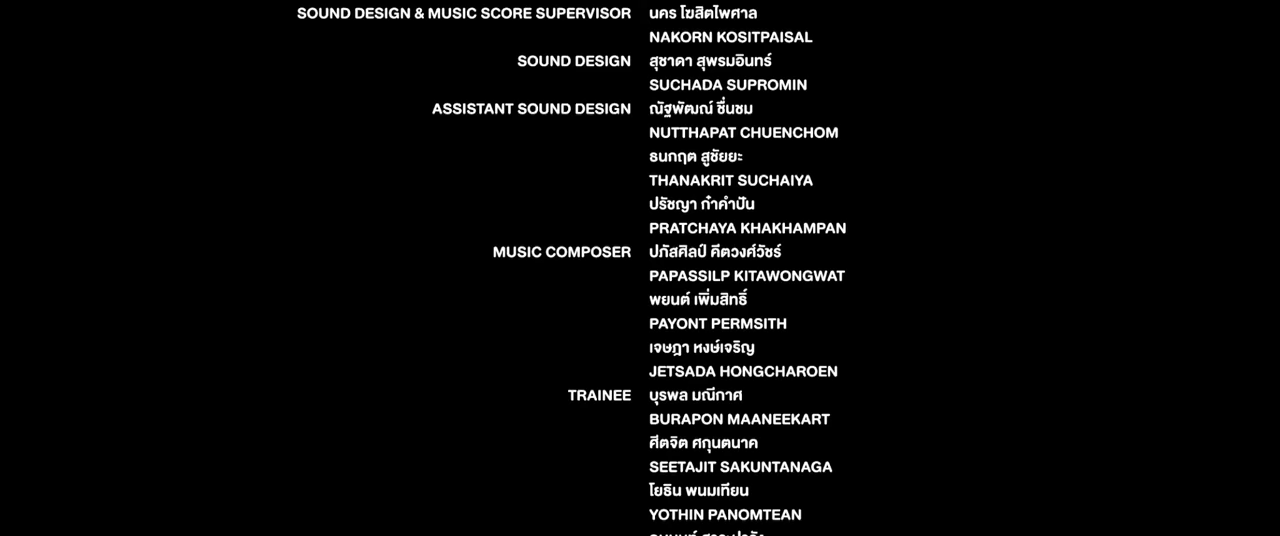 SOUND DESIGN & MUSIC SCORE SUPERVISOR นคร โฆสิตไพศาล
NAKORN KOSITPAISAL
SOUND DESIGN สุชาดา สุพรมอินทร์
SUCHADA SUPROMIN
ASSISTANT SOUND DESIGN ณัฐพัฒณ์ ชื่นชม
NUTTHAPAT CHUENCHOM
ธนกฤต สูชัยยะ
THANAKRIT SUCHAIYA
ปรัชญา ก๋าคำปัน
PRATCHAYA KHAKHAMPAN
MUSIC COMPOSER ปภัสศิลป์ คีตวงศ์วัชร์
PAPASSILP KITAWONGWAT
พยนต์ เพิ่มสิทธิ์
PAYONT PERMSITH
เจษฎา หงษ์เจริญ
JETSADA HONGCHAROEN
TRAINEE บุรพล มณีกาศ
BURAPON MAANEEKART
ศีตจิต ศกุนตนาค
SEETAJIT SAKUNTANAGA
โยธิน พนมเทียน
YOTHIN PANOMTEAN